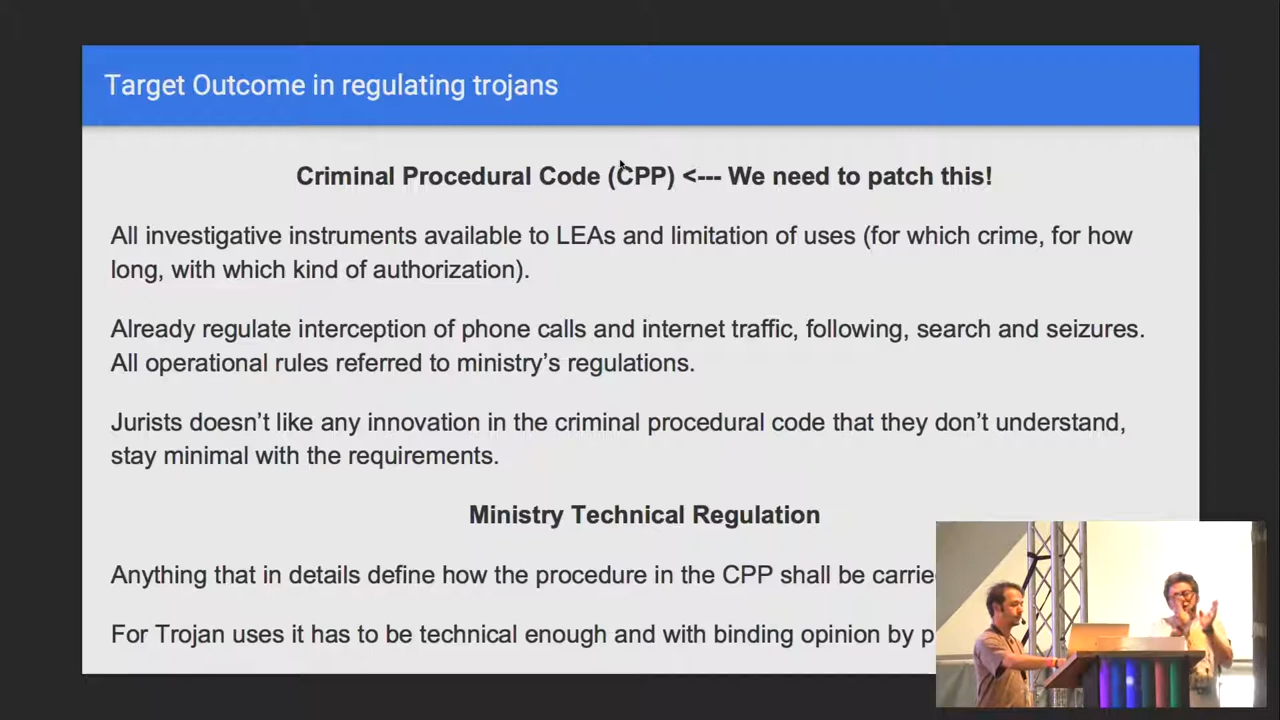 Target Outcome in regulating trojans
Criminal Procedural Code (CPP) <--- We need to patch this!
All investigative instruments available to LEAs and limitation of uses (for which crime, for how
long, with which kind of authorization).
Already regulate interception of phone calls and internet traffic, following, search and seizures.
All operational rules referred to ministry’s regulations.
Jurists doesn’t like any innovation in the criminal procedural code that they don’t understand,
stay minimal with the requirements.
Ministry Technical Regulation
Anything that in details define how the procedure in the CPP shall be
For Trojan uses it has to be technical enough and with binding opinion by